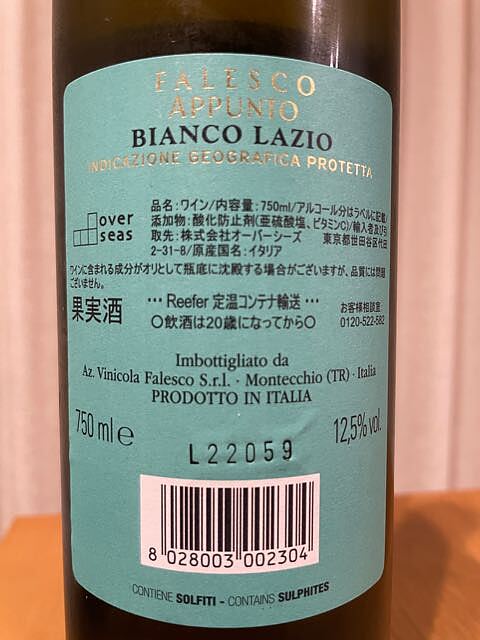 FALESCO
APPUNTO
BIANCO LAZIO
INDICAZIONE GEOGRAFICA PROTETTA
over
seas
品名:ワイン/内容量:750ml/アルコール分はラベルに記載/
添加物:酸化防止剤(亜硫酸塩、ビタミンC)/輸入者及び引
取先:株式会社オーバーシーズ 東京都世田谷区代田
2-31-8/原産国名:イタリア
ワインに含まれる成分がオリとして瓶底に沈殿する場合がございますが、品質には問題
ございません。
果実酒
… Reefer 定温コンテナ輸送 …
○飲酒は20歳になってから○
お客様相談室
0120-522-582
Imbottigliato da
Az. Vinicola Falesco S.r.l. · Montecchio (TR) · Italia
PRODOTTO IN ITALIA
750 ml e
12,5% vol.
L22059
8 028003 002304
CONTIENE SOLFITI - CONTAINS SULPHITES